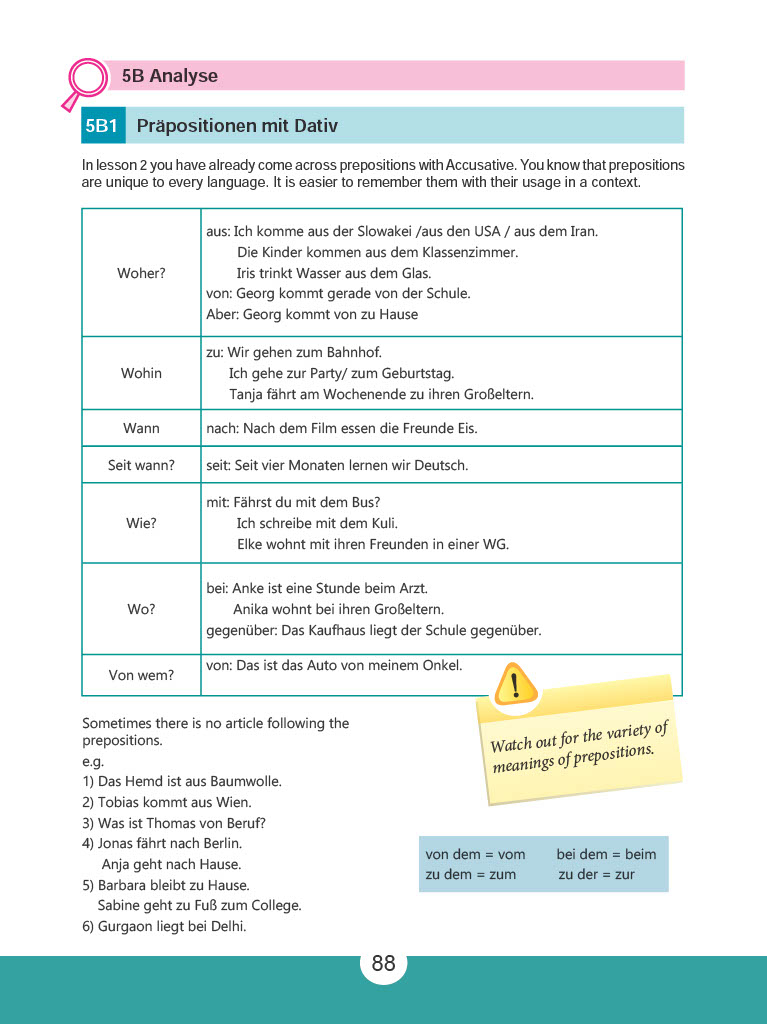 5B Analyse
5B1 Präpositionen mit Dativ
In lesson 2 you have already come across prepositions with Accusative. You know that prepositions
are unique to every language. It is easier to remember them with their usage in a context.
Woher?
aus: Ich komme aus der Slowakei /aus den USA / aus dem Iran.
Die Kinder kommen aus dem Klassenzimmer.
Iris trinkt Wasser aus dem Glas.
von: Georg kommt gerade von der Schule.
Aber: Georg kommt von zu Hause
Wohin
zu: Wir gehen zum Bahnhof.
Ich gehe zur Party/ zum Geburtstag.
Tanja fährt am Wochenende zu ihren Großeltern.
Wann
nach: Nach dem Film essen die Freunde Eis.
Seit wann?
seit: Seit vier Monaten lernen wir Deutsch.
Wie?
mit: Fährst du mit dem Bus?
Ich schreibe mit dem Kuli.
Elke wohnt mit ihren Freunden in einer WG.
Wo?
bei: Anke ist eine Stunde beim Arzt.
Anika wohnt bei ihren Großeltern.
gegenüber: Das Kaufhaus liegt der Schule gegenüber.
Von wem?
von: Das ist das Auto von meinem Onkel.
Sometimes there is no article following the
prepositions.
e.g.
1) Das Hemd ist aus Baumwolle.
2) Tobias kommt aus Wien.
3) Was ist Thomas von Beruf?
4) Jonas fährt nach Berlin.
Anja geht nach Hause.
5) Barbara bleibt zu Hause.
Sabine geht zu Fuß zum College.
6) Gurgaon liegt bei Delhi.
!
Watch out for the variety of
meanings of prepositions.
von dem = vom bei dem = beim
zu dem = zum zu der = zur
88